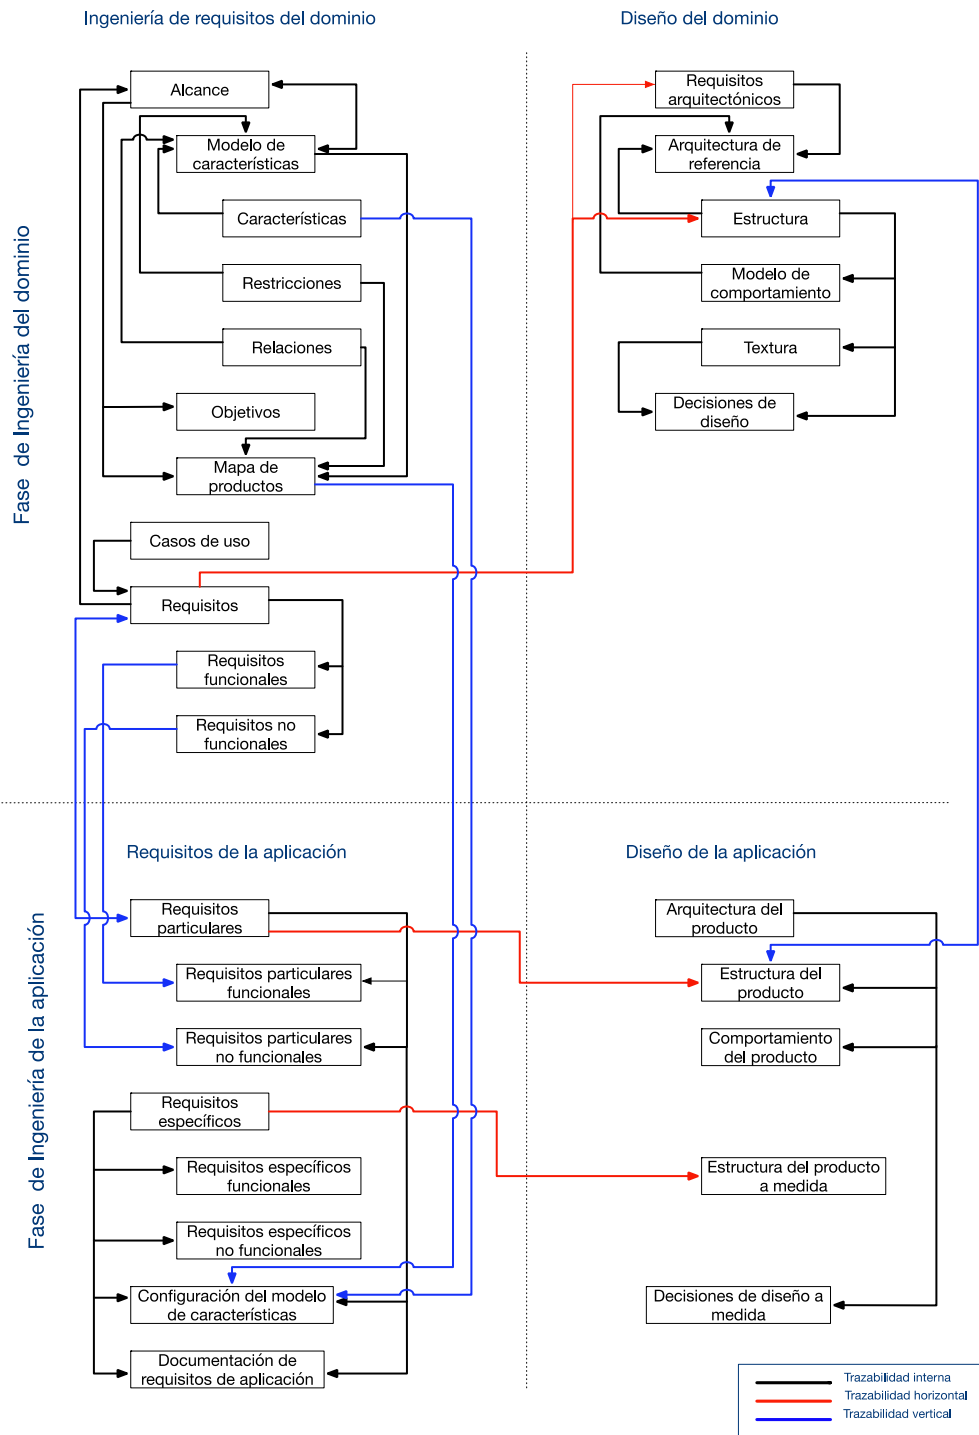 Ingeniería de requisitos del dominio
Diseño del dominio
Fase de Ingeniería del dominio
Alcance
Modelo de
características
Características
Restricciones
Relaciones
Objetivos
Mapa de
productos
Casos de uso
Requisitos
Requisitos
funcionales
Requisitos no
funcionales
Requisitos
arquitectónicos
Arquitectura de
referencia
Estructura
Modelo de
comportamiento
Textura
Decisiones de
diseño
Fase de Ingeniería de la aplicación
Requisitos de la aplicación
Diseño de la aplicación
Requisitos
particulares
Requisitos particulares
funcionales
Requisitos particulares
no funcionales
Requisitos
específicos
Requisitos específicos
funcionales
Requisitos específicos
no funcionales
Configuración del modelo
de características
Documentación de
requisitos de aplicación
Arquitectura del
producto
Estructura del
producto
Comportamiento
del producto
Estructura del producto
a medida
Decisiones de diseño a
medida
Trazabilidad interna
Trazabilidad horizontal
Trazabilidad vertical